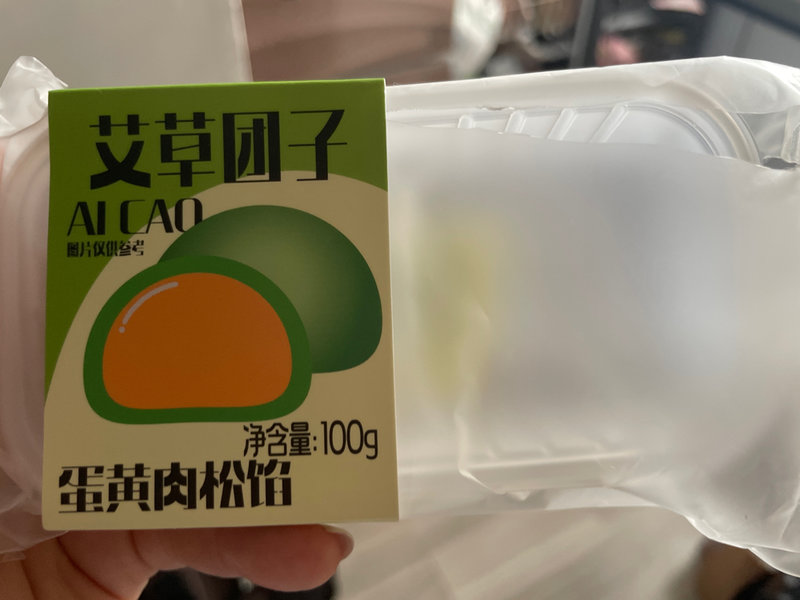 艾草团子
AI CAO
图片仅供参考
净含量:100g
蛋黄肉松馅